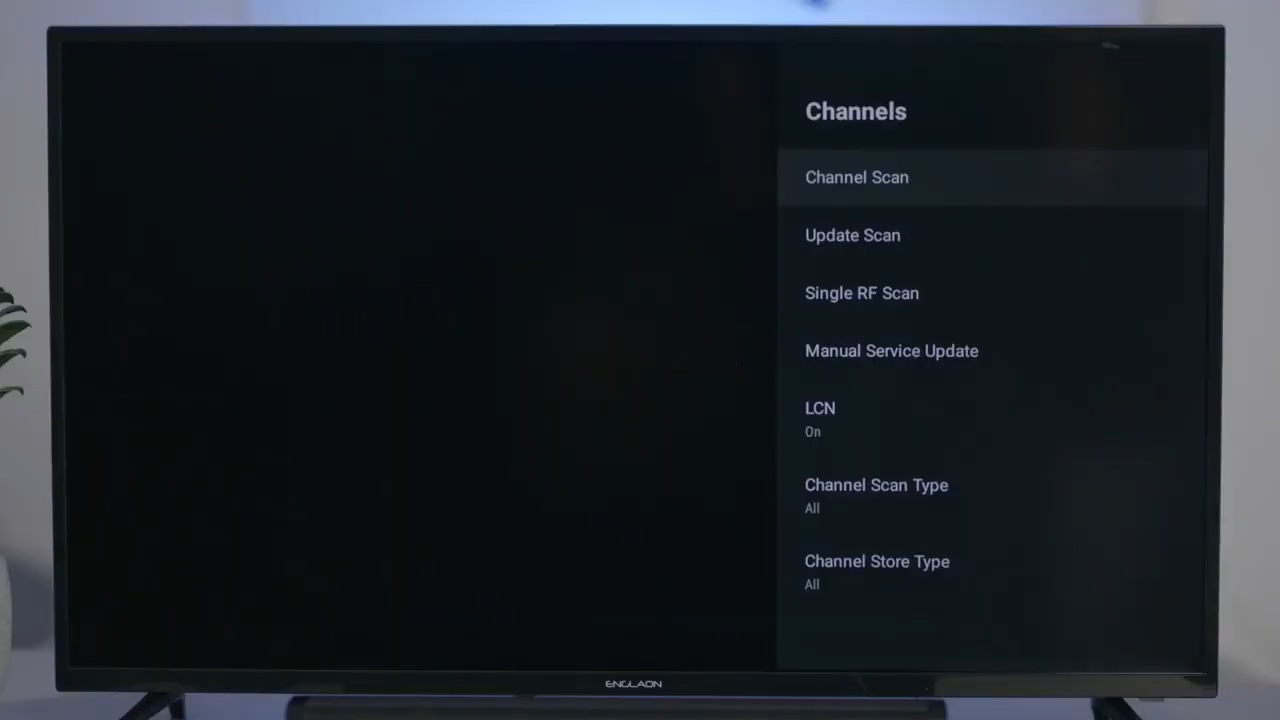 Channels
Channel Scan
Update Scan
Single RF Scan
Manual Service Update
LCN
On
Channel Scan Type
All
Channel Store Type
All
ENGLAON